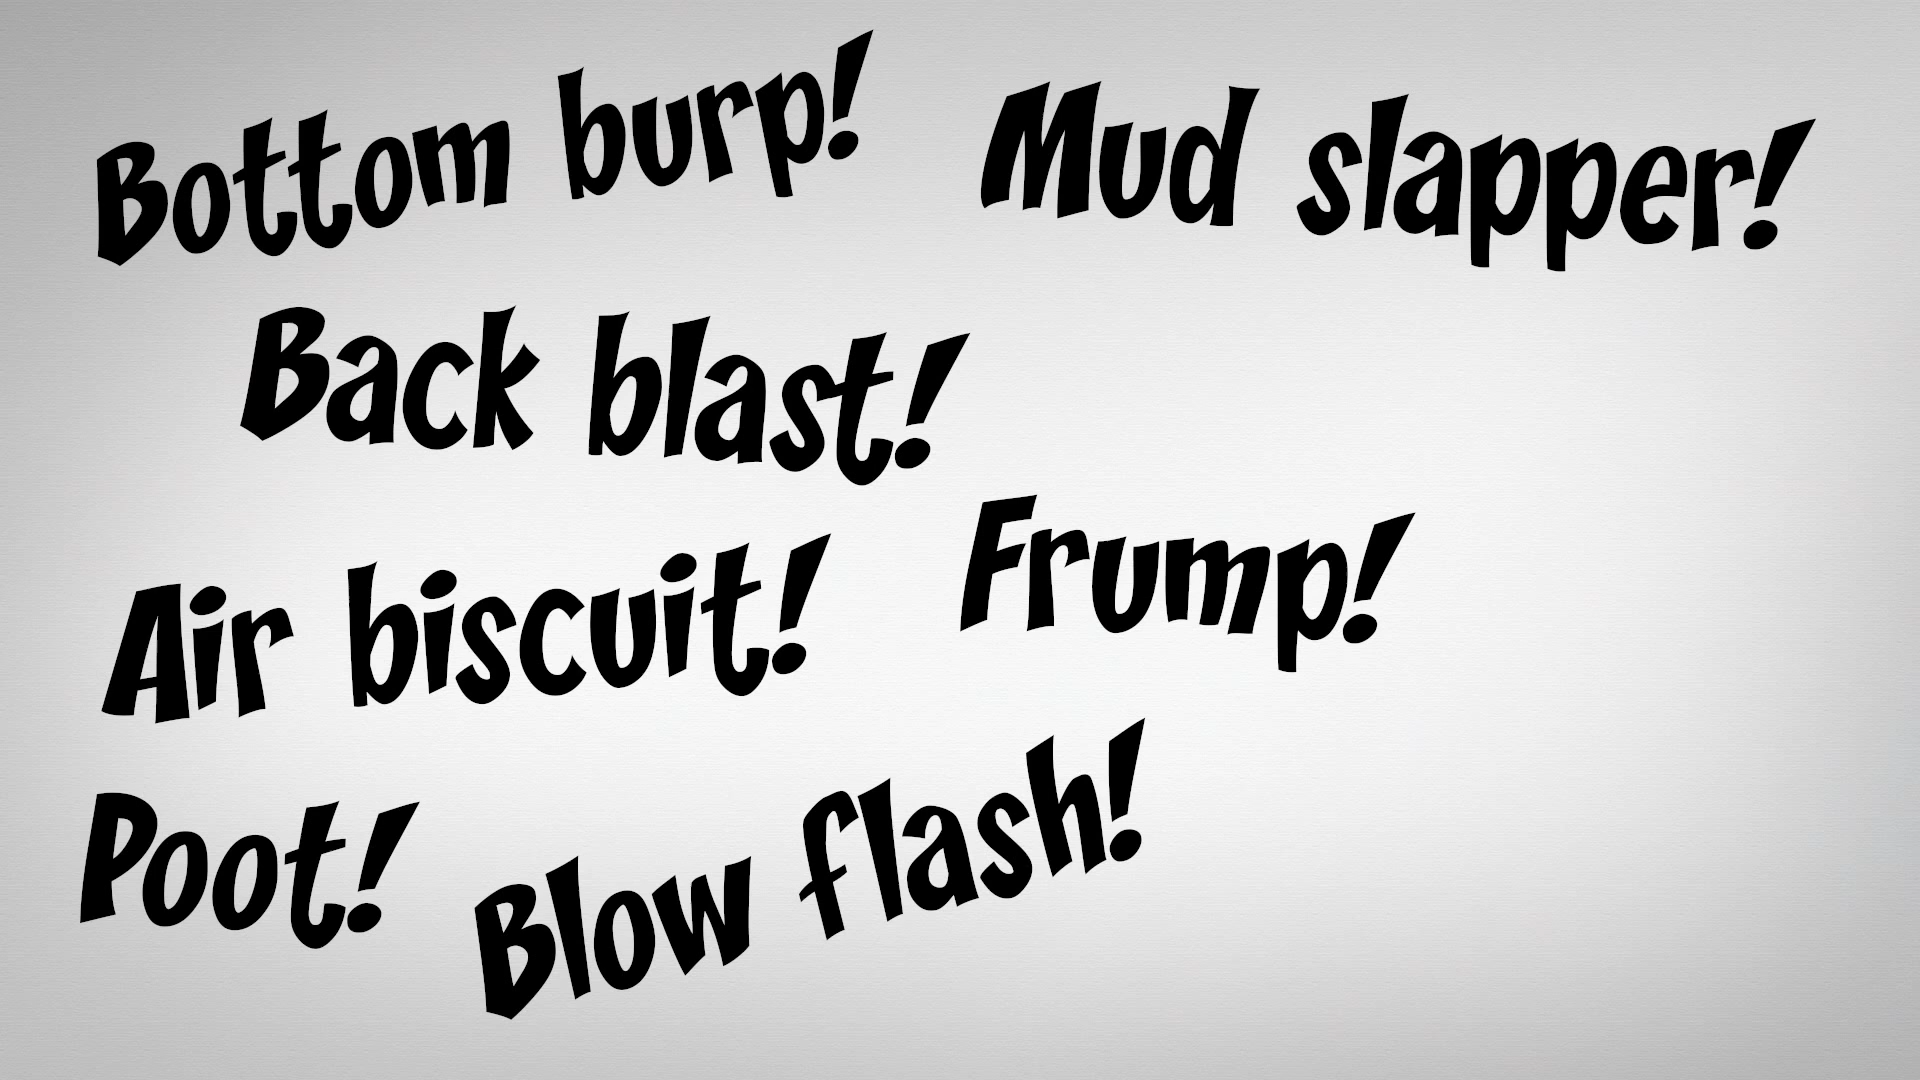 Bottom burp!
Mud slapper!
Back blast!
Air biscuit!
Frump!
Poot!
Blow flash!